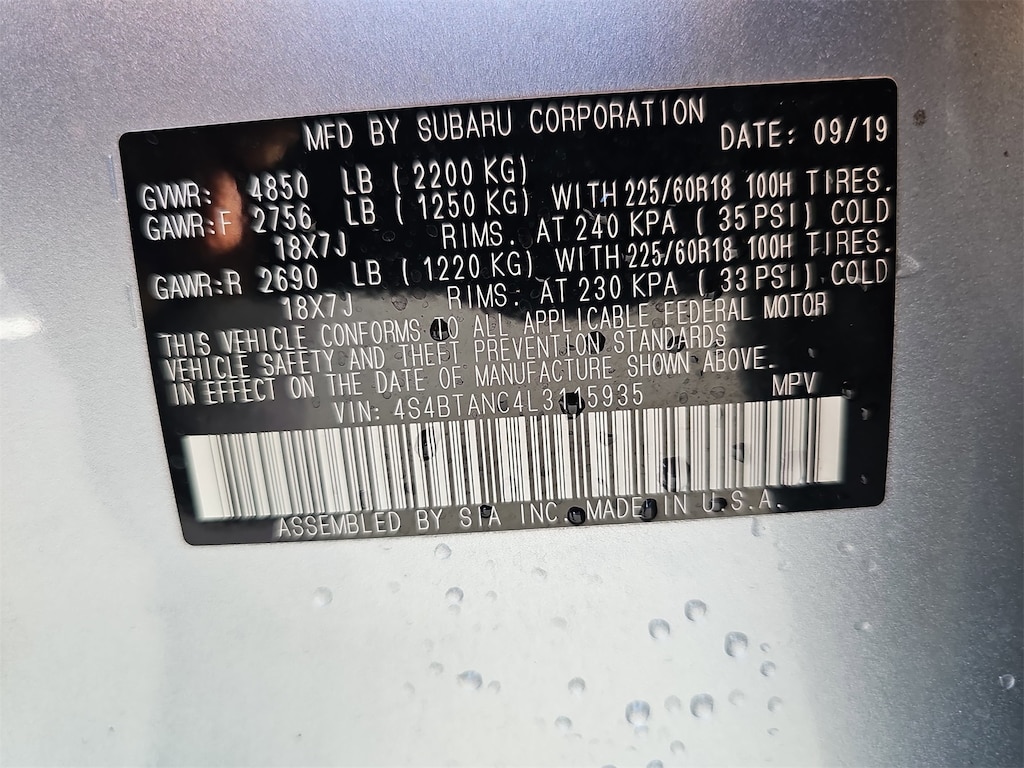 MFD BY SUBARU CORPORATION DATE: 09/19
GVWR: 4850 LB ( 2200 KG)
GAWR:F 2756 LB ( 1250 KG) WITH 225/60R18 100H TIRES.
18X7J RIMS. AT 240 KPA ( 35 PSI) COLD
GAWR:R 2690 LB ( 1220 KG) WITH 225/60R18 100H TIRES.
18X7J RIMS. AT 230 KPA ( 33 PSI) COLD
THIS VEHICLE CONFORMS TO ALL APPLICABLE FEDERAL MOTOR
VEHICLE SAFETY AND THEFT PREVENTION STANDARDS
IN EFFECT ON THE DATE OF MANUFACTURE SHOWN ABOVE.
VIN: 4S4BTANC4L3115935 MPV
ASSEMBLED BY SIA INC. MADE IN U.S.A.